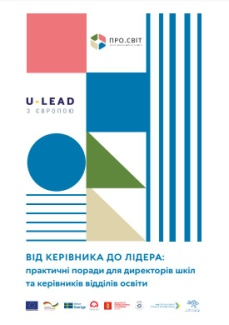 ПРО.СВІТ
U-LEAD
З ЄВРОПОЮ
ВІД КЕРІВНИКА ДО ЛІДЕРА:
практичні поради для директорів шкіл
та керівників відділів освіти